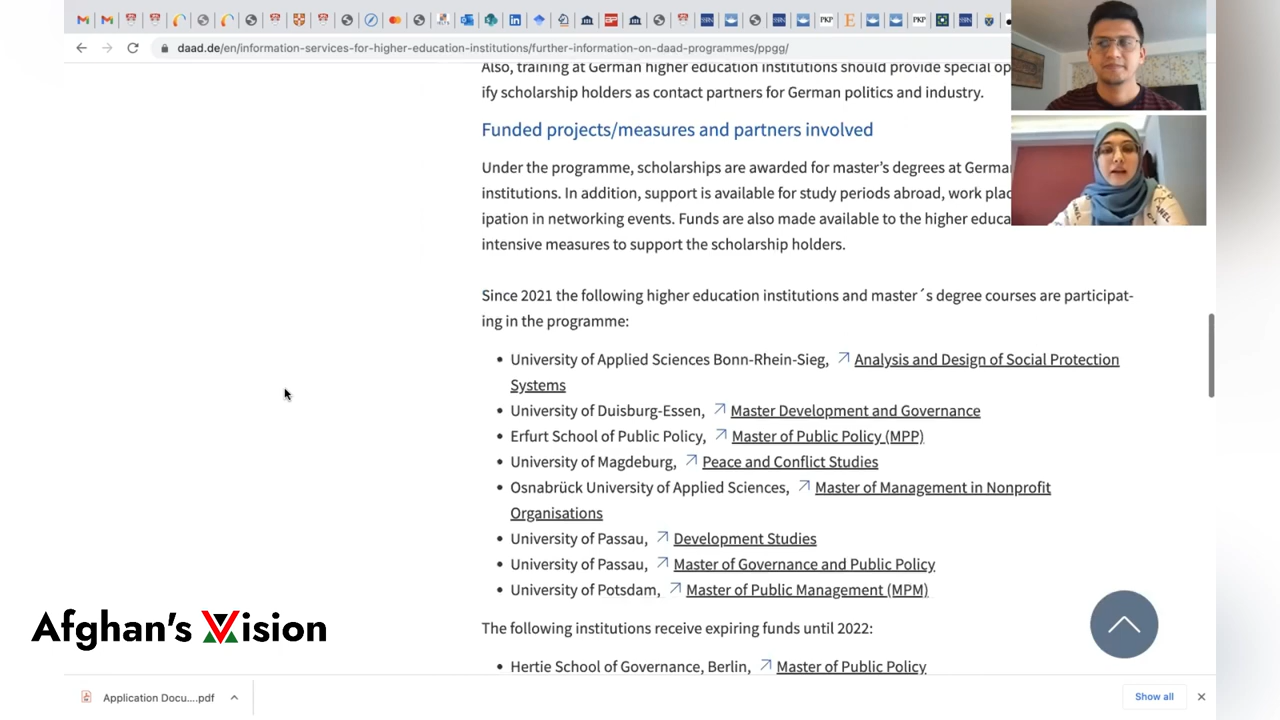 daad.de/en/information-services-for-higher-education-institutions/further-information-on-daad-programmes/ppgg/
Also, training at German higher education institutions should provide special op
ify scholarship holders as contact partners for German politics and industry.
Funded projects/measures and partners involved
Under the programme, scholarships are awarded for master's degrees at Germa
institutions. In addition, support is available for study periods abroad, work plac
ipation in networking events. Funds are also made available to the higher educa
intensive measures to support the scholarship holders.
Since 2021 the following higher education institutions and master´s degree courses are participat-
ing in the programme:
• University of Applied Sciences Bonn-Rhein-Sieg, Analysis and Design of Social Protection
Systems
• University of Duisburg-Essen, Master Development and Governance
• Erfurt School of Public Policy, Master of Public Policy (MPP)
• University of Magdeburg, Peace and Conflict Studies
• Osnabrück University of Applied Sciences, Master of Management in Nonprofit
Organisations
• University of Passau, Development Studies
• University of Passau, Master of Governance and Public Policy
• University of Potsdam, Master of Public Management (MPM)
The following institutions receive expiring funds until 2022:
• Hertie School of Governance, Berlin, Master of Public Policy
Afghan's Vision
Application Docu....pdf
Show all